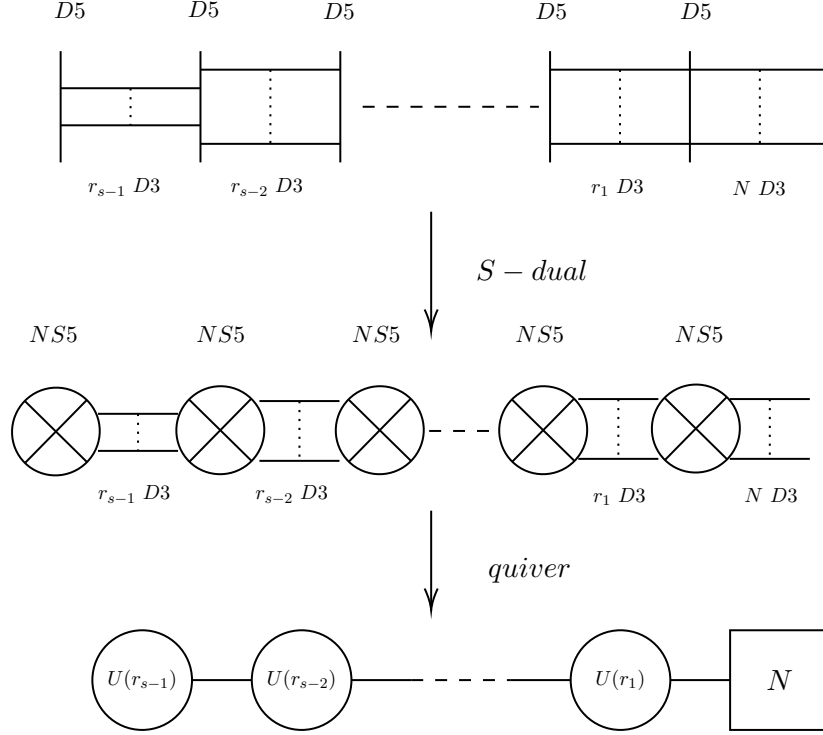 D5 D5 D5 D5 D5
r_{s-1} D3 r_{s-2} D3 r_1 D3 N D3
S - dual
NS5 NS5 NS5 NS5 NS5
r_{s-1} D3 r_{s-2} D3 r_1 D3 N D3
quiver
U(r_{s-1}) U(r_{s-2}) U(r_1) N